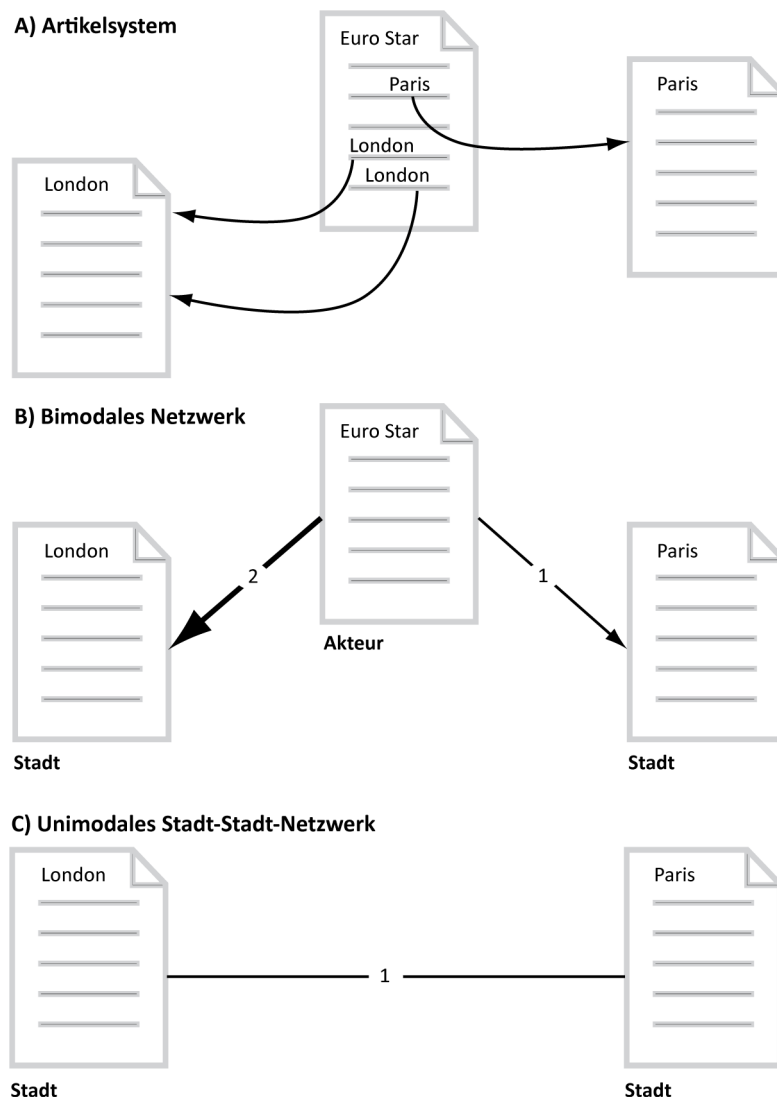 A) Artikelsystem
Euro Star
Paris
London
London
London
Paris
B) Bimodales Netzwerk
Euro Star
London
2
1
Paris
Akteur
Stadt
Stadt
C) Unimodales Stadt-Stadt-Netzwerk
London
Paris
1
Stadt
Stadt